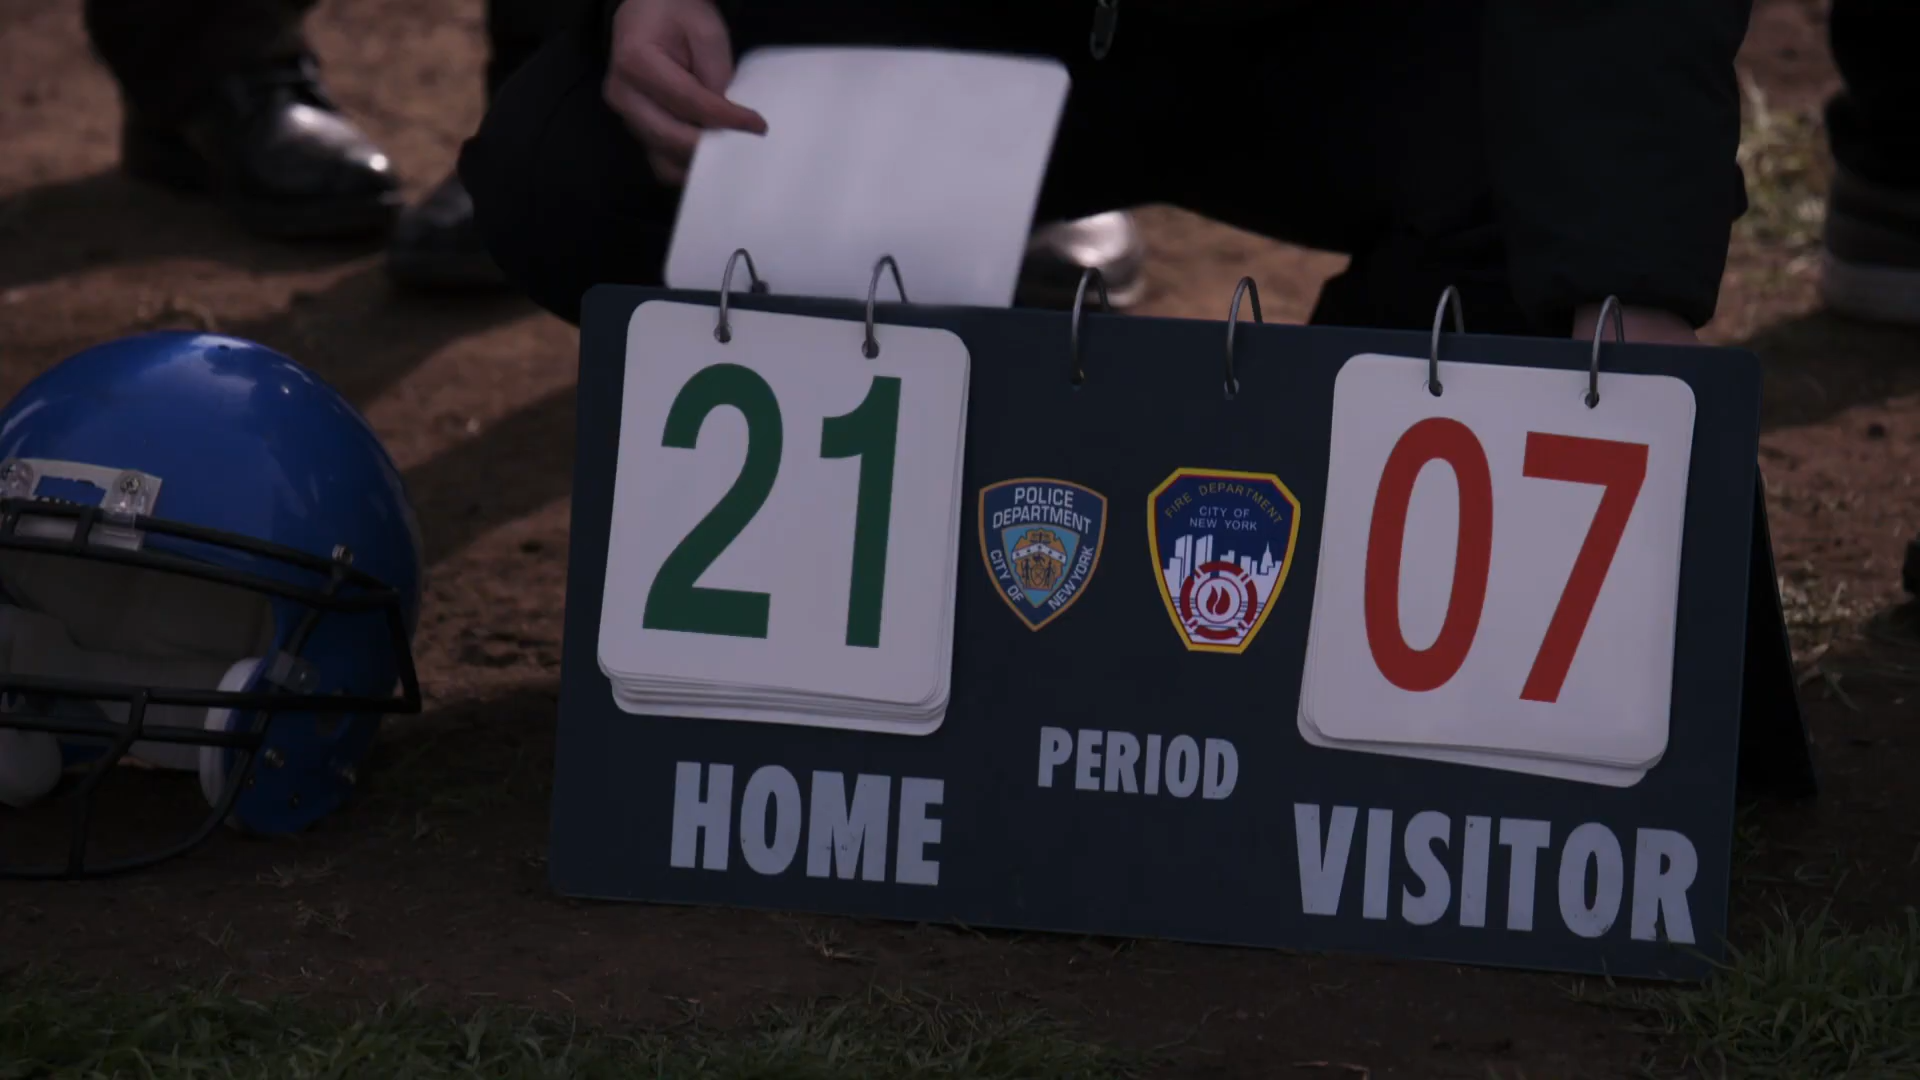 21
07
POLICE
DEPARTMENT
CITY OF
NEW YORK
FIRE DEPARTMENT
CITY OF
NEW YORK
PERIOD
HOME
VISITOR